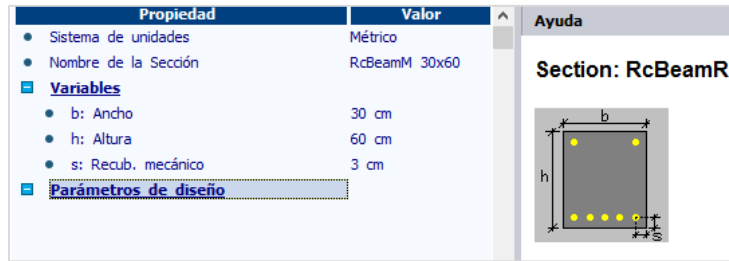 Propiedad Valor
Sistema de unidades Métrico
Nombre de la Sección RcBeamM 30x60
Variables
b: Ancho 30 cm
h: Altura 60 cm
s: Recub. mecánico 3 cm
Parámetros de diseño
Ayuda
Section: RcBeamR
b
h
s